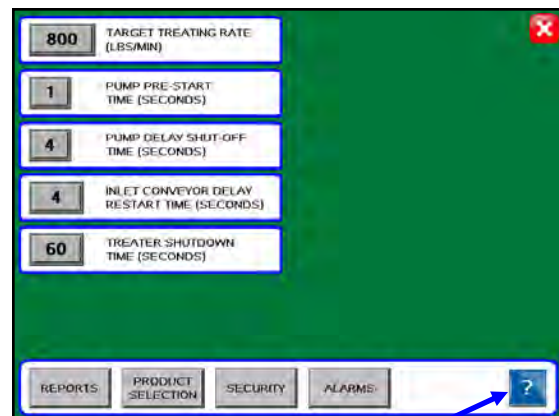 800 TARGET TREATING RATE
(LBS/MIN)
1 PUMP PRE-START
TIME (SECONDS)
4 PUMP DELAY SHUT-OFF
TIME (SECONDS)
4 INLET CONVEYOR DELAY
RESTART TIME (SECONDS)
60 TREATER SHUTDOWN
TIME (SECONDS)
REPORTS PRODUCT SELECTION SECURITY ALARMS ?